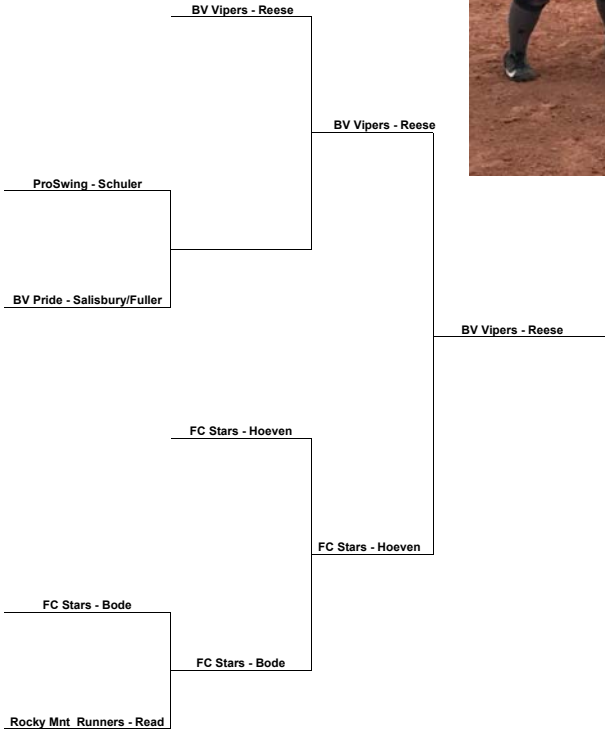 BV Vipers - Reese
BV Vipers - Reese
ProSwing - Schuler
BV Pride - Salisbury/Fuller
BV Vipers - Reese
FC Stars - Hoeven
FC Stars - Hoeven
FC Stars - Bode
FC Stars - Bode
Rocky Mnt  Runners - Read